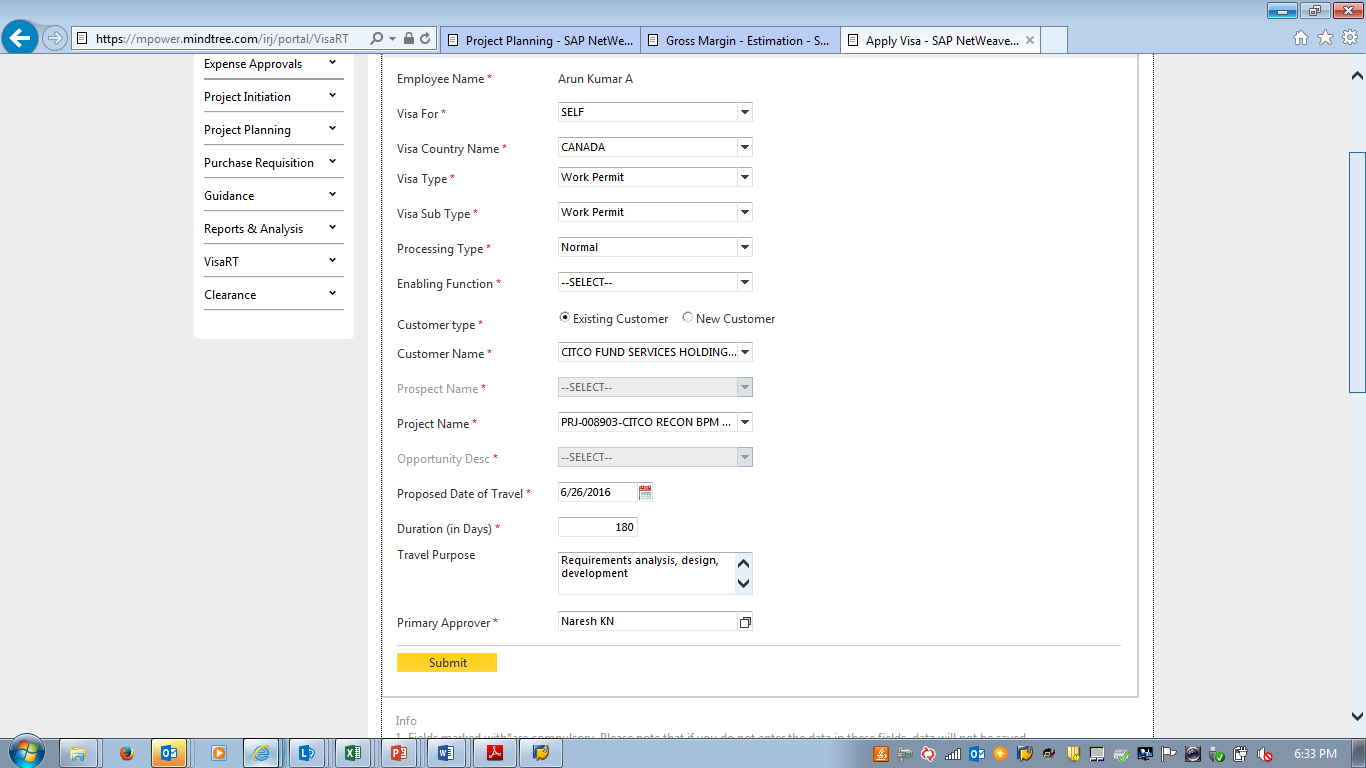 https://mpower.mindtree.com/irj/portal/VisaRT
Project Planning - SAP NetWe...
Gross Margin - Estimation - S...
Apply Visa - SAP NetWeave...
Expense Approvals
Project Initiation
Project Planning
Purchase Requisition
Guidance
Reports & Analysis
VisaRT
Clearance
Employee Name * Arun Kumar A
Visa For * SELF
Visa Country Name * CANADA
Visa Type * Work Permit
Visa Sub Type * Work Permit
Processing Type * Normal
Enabling Function * --SELECT--
Customer type * Existing Customer New Customer
Customer Name * CITCO FUND SERVICES HOLDING...
Prospect Name * --SELECT--
Project Name * PRJ-008903-CITCO RECON BPM ...
Opportunity Desc * --SELECT--
Proposed Date of Travel * 6/26/2016
Duration (in Days) * 180
Travel Purpose Requirements analysis, design,
development
Primary Approver * Naresh KN
Submit
Info
1. Fields marked with * are compulsory. Please note that if you do not enter the data in these fields, data will not be saved
6:33 PM